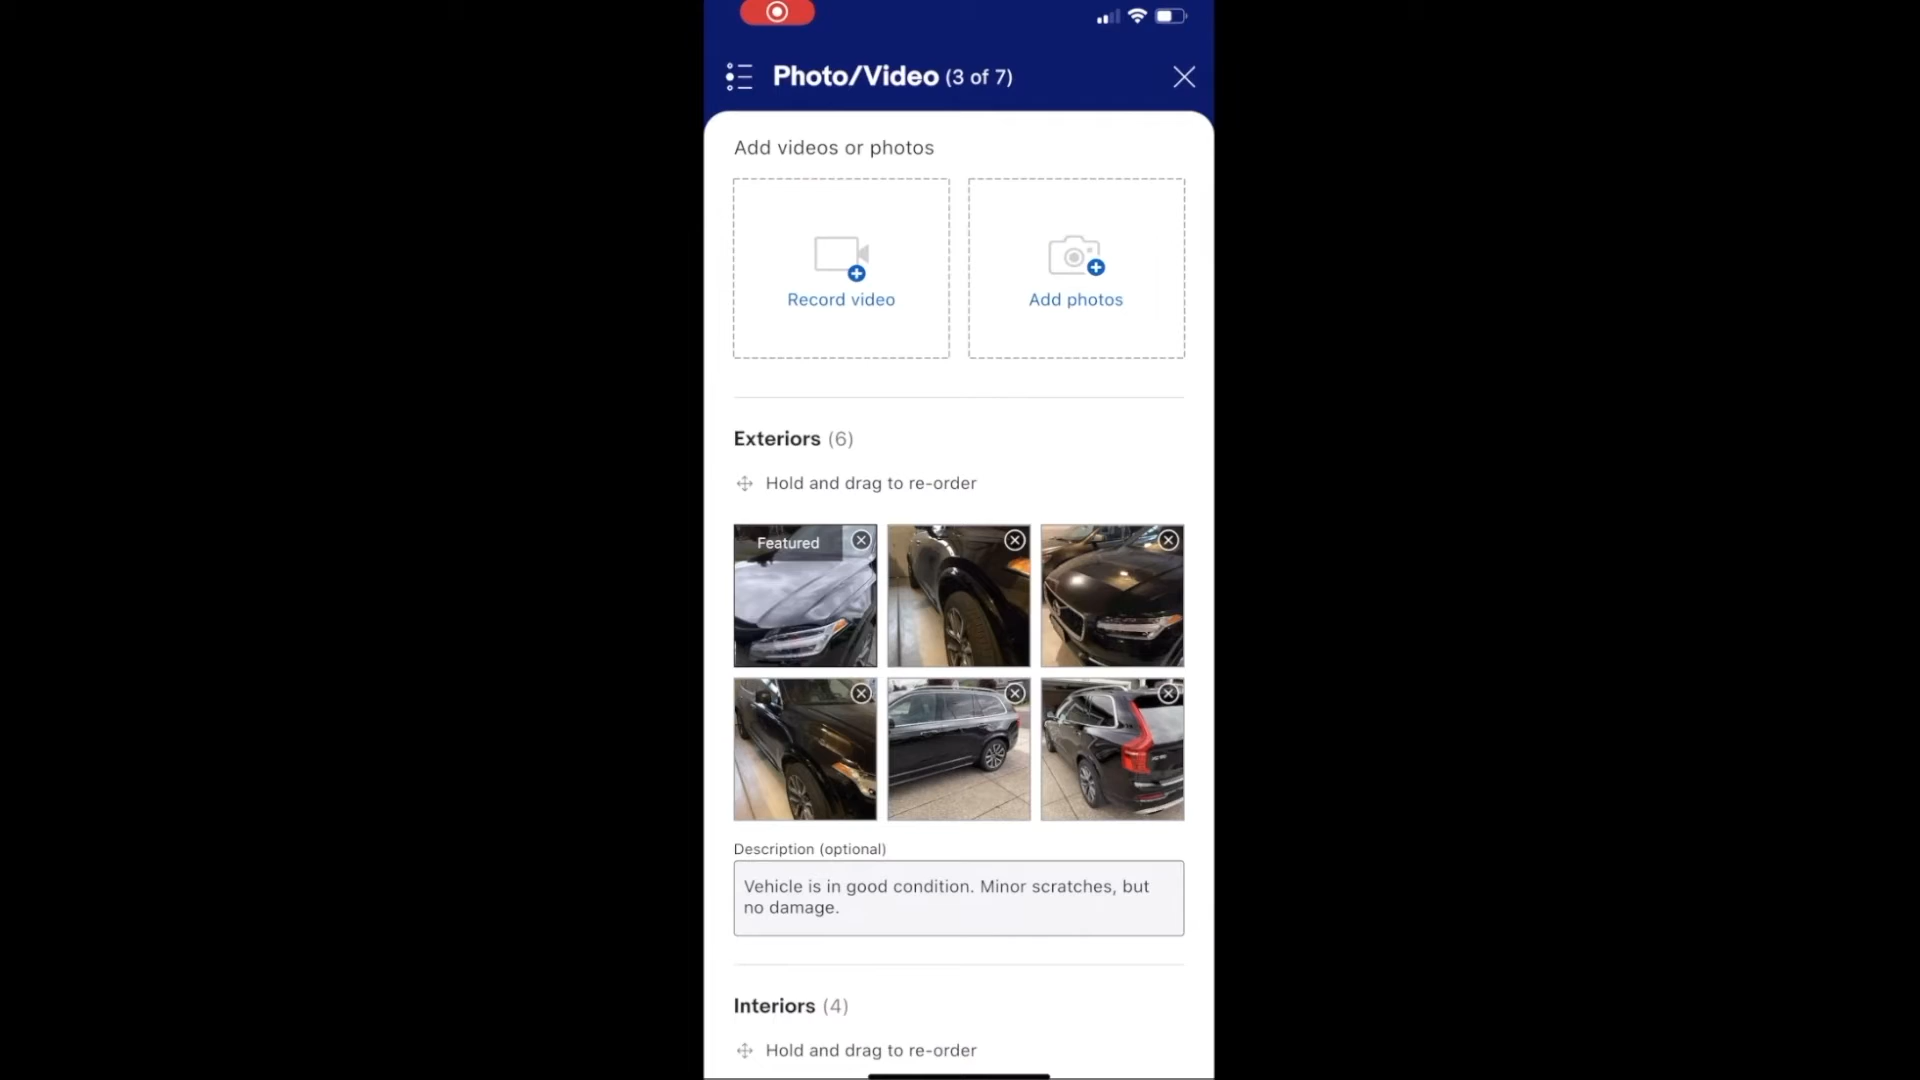 Photo/Video (3 of 7)
Add videos or photos
Record video
Add photos
Exteriors (6)
Hold and drag to re-order
Featured
Description (optional)
Vehicle is in good condition. Minor scratches, but
no damage.
Interiors (4)
Hold and drag to re-order